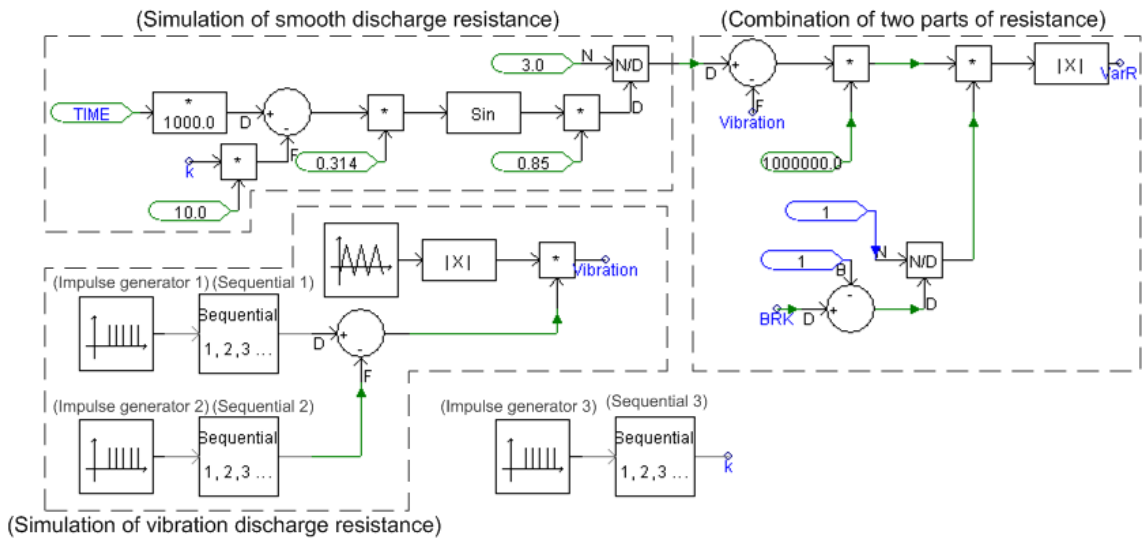 (Simulation of smooth discharge resistance)
(Combination of two parts of resistance)
3.0
N
N/D
D
TIME
*
1000.0
D
+
-
F
*
Sin
*
0.314
0.85
k
*
10.0
D
+
-
F
Vibration
*
*
|X|
VarR
1000000.0
1
N
N/D
D
1
B
-
+
BRK
D
|X|
*
Vibration
(Impulse generator 1) (Sequential 1)
Sequential
1, 2,3 ...
D
+
-
F
(Impulse generator 2) (Sequential 2)
Sequential
1, 2,3 ...
(Impulse generator 3)
(Sequential 3)
Sequential
1, 2,3 ...
k
(Simulation of vibration discharge resistance)